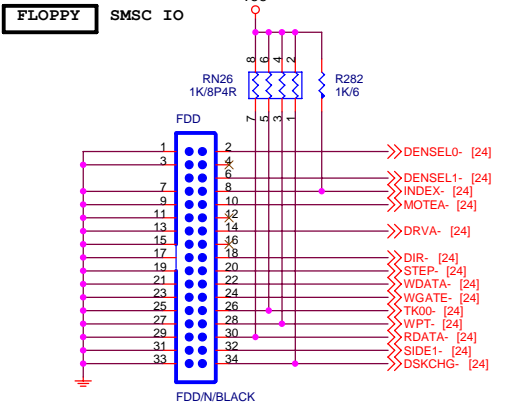 FLOPPY SMSC IO
8 6 4 2
RN26 R282
1K/8P4R 1K/6
7 5 3 1
FDD
1 2 DENSEL0- [24]
3 4
6 DENSEL1- [24]
7 8 INDEX- [24]
9 10 MOTEA- [24]
11 12
13 14 DRVA- [24]
15 16
17 18 DIR- [24]
19 20 STEP- [24]
21 22 WDATA- [24]
23 24 WGATE- [24]
25 26 TK00- [24]
27 28 WPT- [24]
29 30 RDATA- [24]
31 32 SIDE1- [24]
33 34 DSKCHG- [24]
FDD/N/BLACK